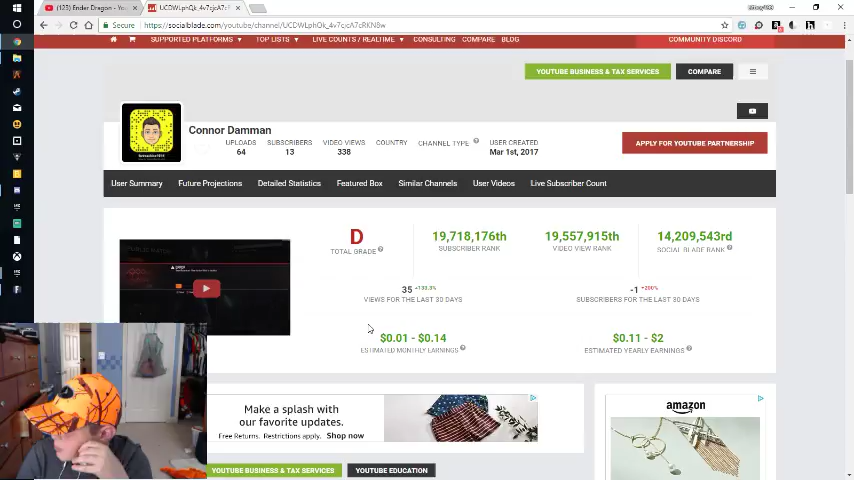 (123) Ender Dragon
UCDWLphQk_4v7cjcA7cRKN8w
Secure
https://socialblade.com/youtube/channel/UCDWLphQk_4v7cjcA7cRKN8w
SUPPORTED PLATFORMS
TOP LISTS
LIVE COUNTS / REALTIME
CONSULTING
COMPARE
BLOG
COMMUNITY DISCORD
YOUTUBE BUSINESS & TAX SERVICES
COMPARE
Connor Damman
UPLOADS
64
SUBSCRIBERS
13
VIDEO VIEWS
338
COUNTRY
CHANNEL TYPE
USER CREATED
Mar 1st, 2017
APPLY FOR YOUTUBE PARTNERSHIP
User Summary
Future Projections
Detailed Statistics
Featured Box
Similar Channels
User Videos
Live Subscriber Count
D
TOTAL GRADE
19,718,176th
SUBSCRIBER RANK
19,557,915th
VIDEO VIEW RANK
14,209,543rd
SOCIAL BLADE RANK
35 +133.3%
VIEWS FOR THE LAST 30 DAYS
-1 +200%
SUBSCRIBERS FOR THE LAST 30 DAYS
$0.01 - $0.14
ESTIMATED MONTHLY EARNINGS
$0.11 - $2
ESTIMATED YEARLY EARNINGS
Make a splash with
our favorite updates.
Free Returns. Restrictions apply.
Shop now
amazon
YOUTUBE BUSINESS & TAX SERVICES
YOUTUBE EDUCATION